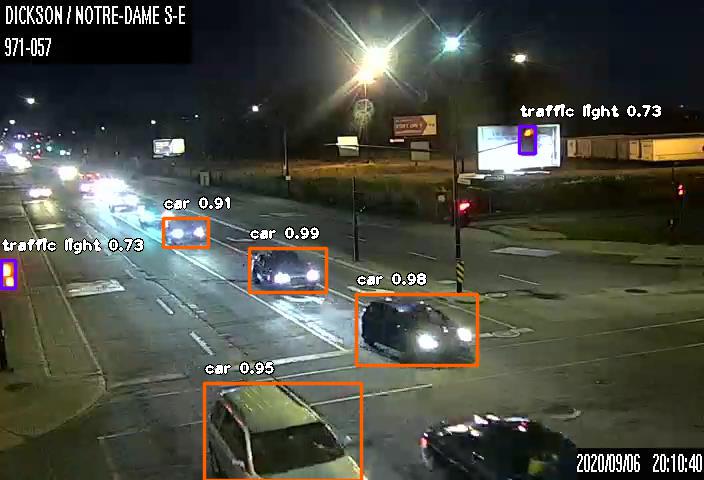 DICKSON / NOTRE-DAME S-E
971-057
traffic light 0.73
car 0.91
car 0.99
traffic light 0.73
car 0.98
car 0.95
2020/09/06 20:10:40